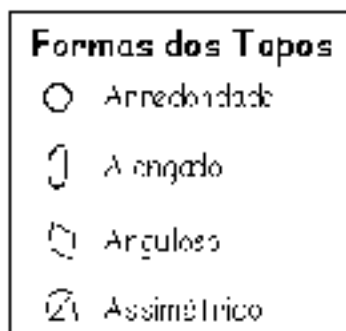 Formas dos Topos
Arredondado
Alongado
Anguloso
Assimétrico